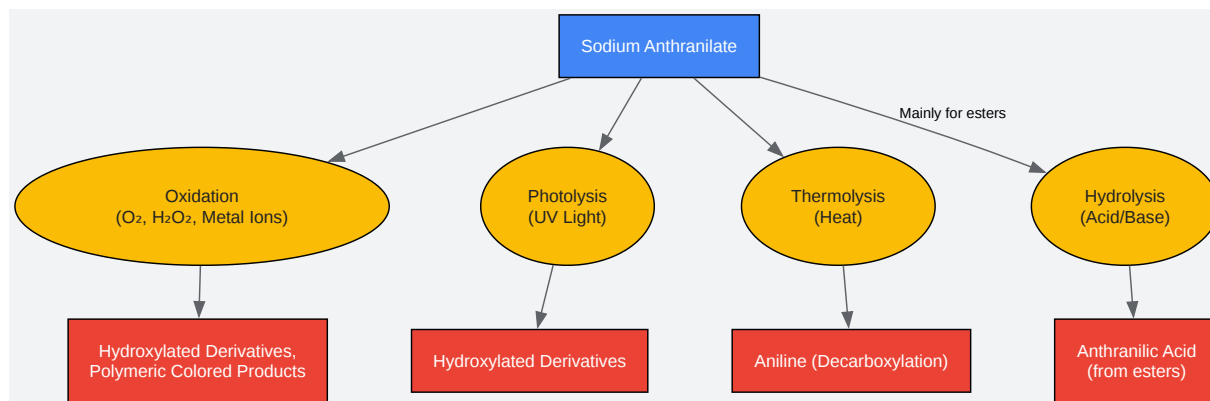 Sodium Anthranilate
Mainly for esters
Oxidation
(O₂, H₂O₂, Metal Ions)
Photolysis
(UV Light)
Thermolysis
(Heat)
Hydrolysis
(Acid/Base)
Hydroxylated Derivatives,
Polymeric Colored Products
Hydroxylated Derivatives
Aniline (Decarboxylation)
Anthranilic Acid
(from esters)